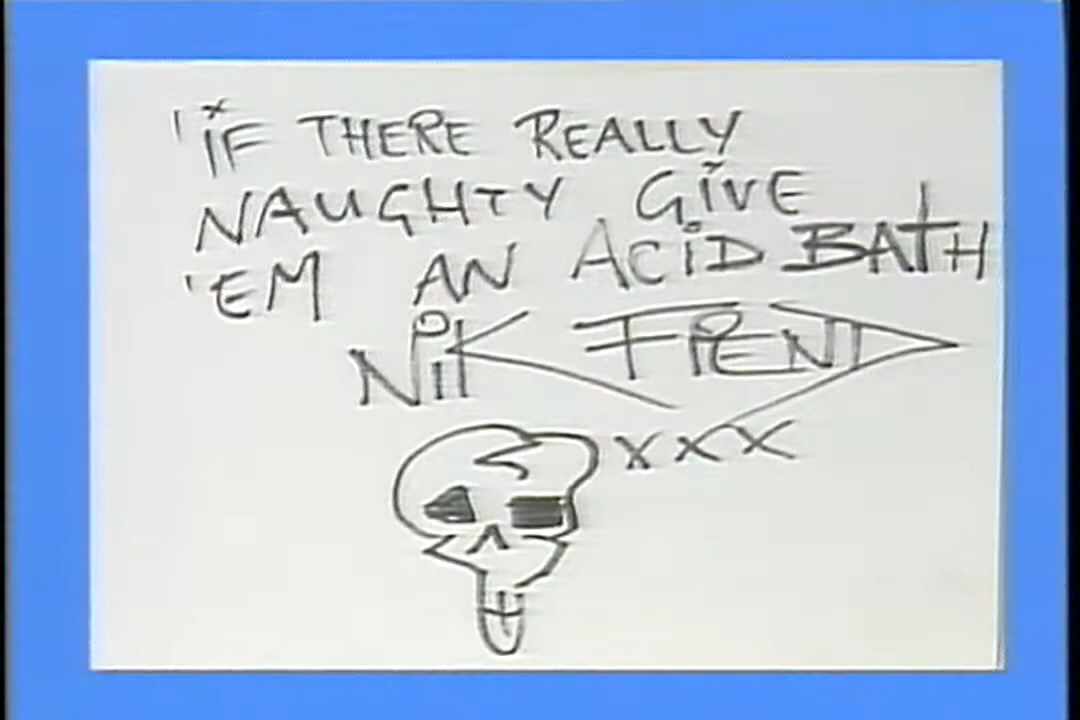 'IF THERE REALLY
NAUGHTY GIVE
'EM AN ACID BATH
NIK FIEND
XXX